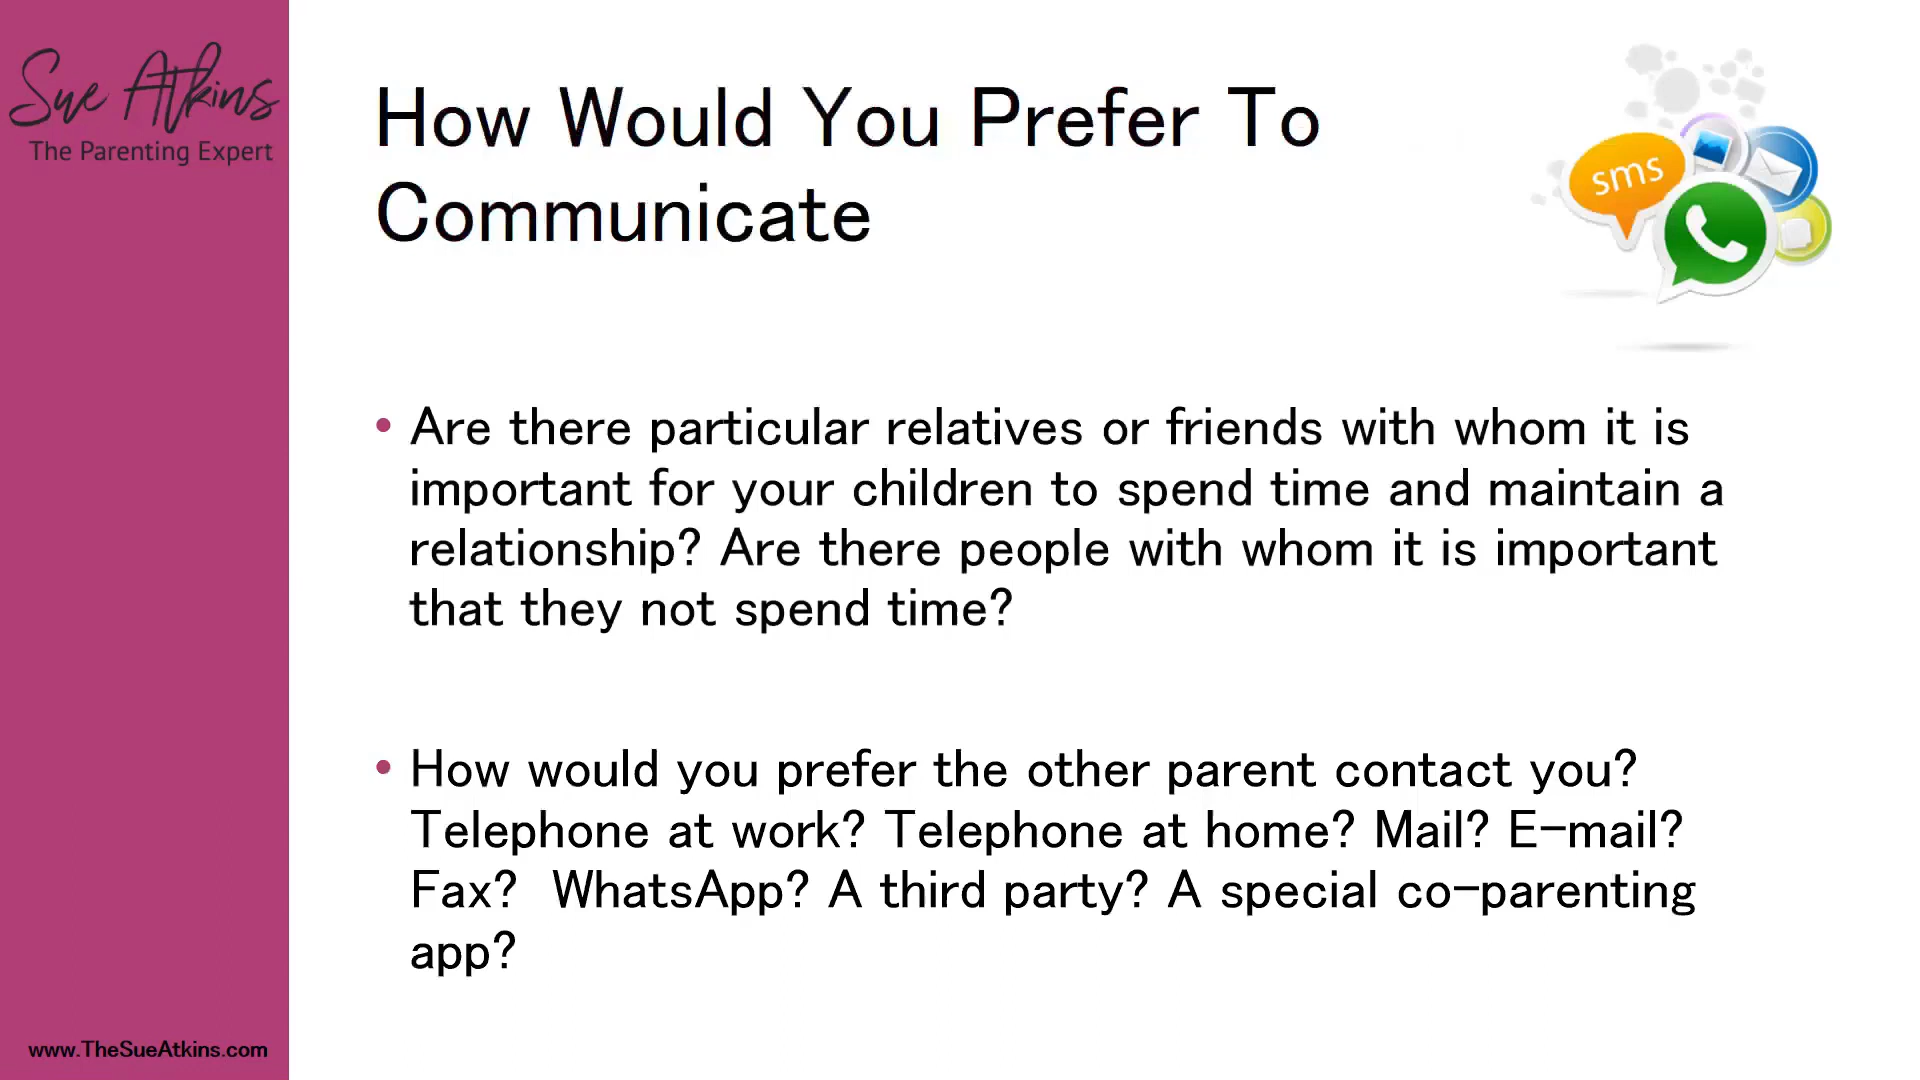 Sue Atkins
The Parenting Expert
How Would You Prefer To
Communicate
sms
• Are there particular relatives or friends with whom it is
important for your children to spend time and maintain a
relationship? Are there people with whom it is important
that they not spend time?
• How would you prefer the other parent contact you?
Telephone at work? Telephone at home? Mail? E-mail?
Fax?  WhatsApp? A third party? A special co-parenting
app?
www.TheSueAtkins.com